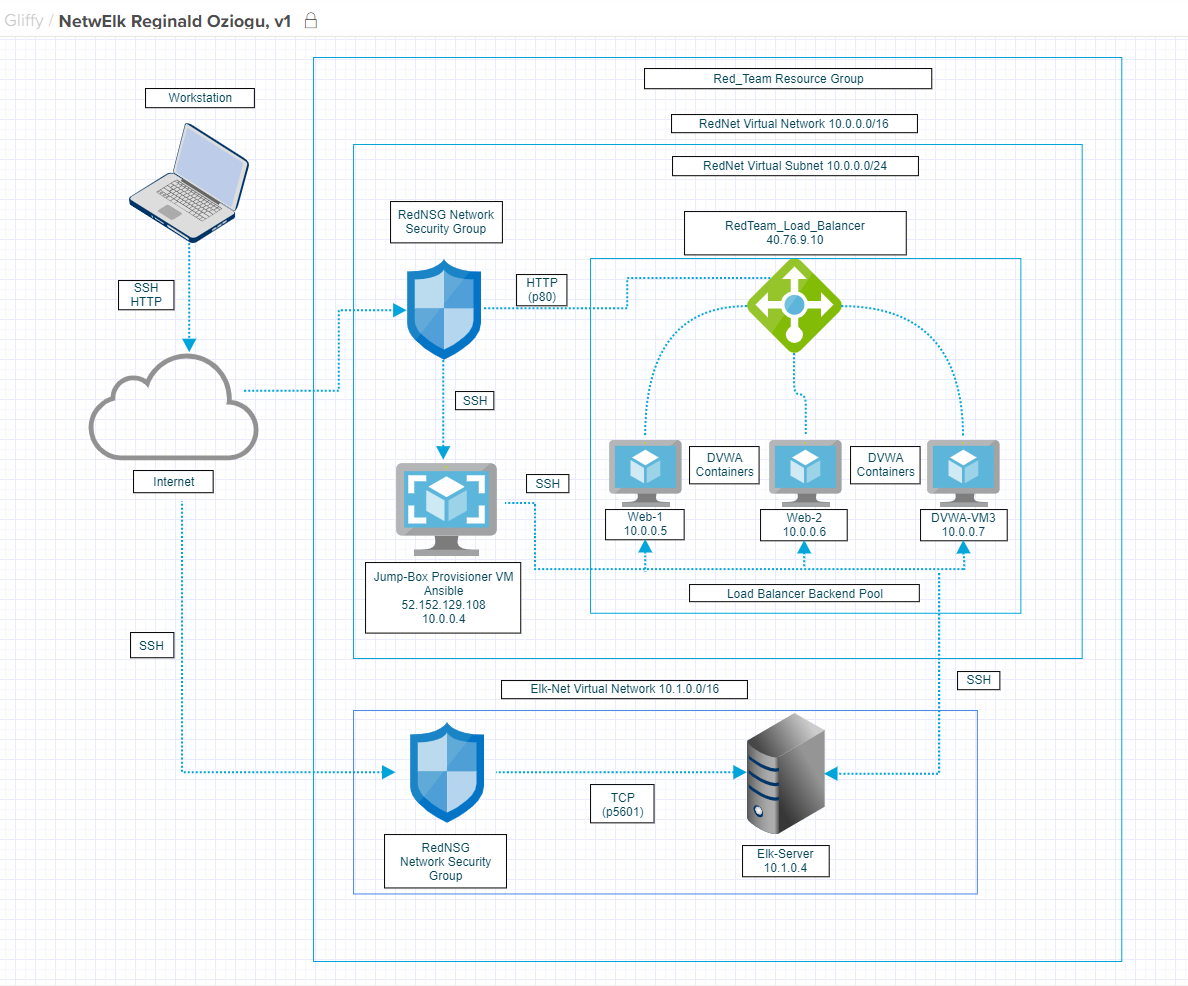 Gliffy / NetwElk Reginald Oziogu, v1
Red_Team Resource Group
Workstation
RedNet Virtual Network 10.0.0.0/16
RedNet Virtual Subnet 10.0.0.0/24
RedNSG Network
Security Group
RedTeam_Load_Balancer
40.76.9.10
SSH
HTTP
HTTP
(p80)
SSH
DVWA
Containers
DVWA
Containers
Internet
SSH
Web-1
10.0.0.5
Web-2
10.0.0.6
DVWA-VM3
10.0.0.7
Jump-Box Provisioner VM
Ansible
52.152.129.108
10.0.0.4
Load Balancer Backend Pool
SSH
SSH
Elk-Net Virtual Network 10.1.0.0/16
TCP
(p5601)
RedNSG
Network Security
Group
Elk-Server
10.1.0.4